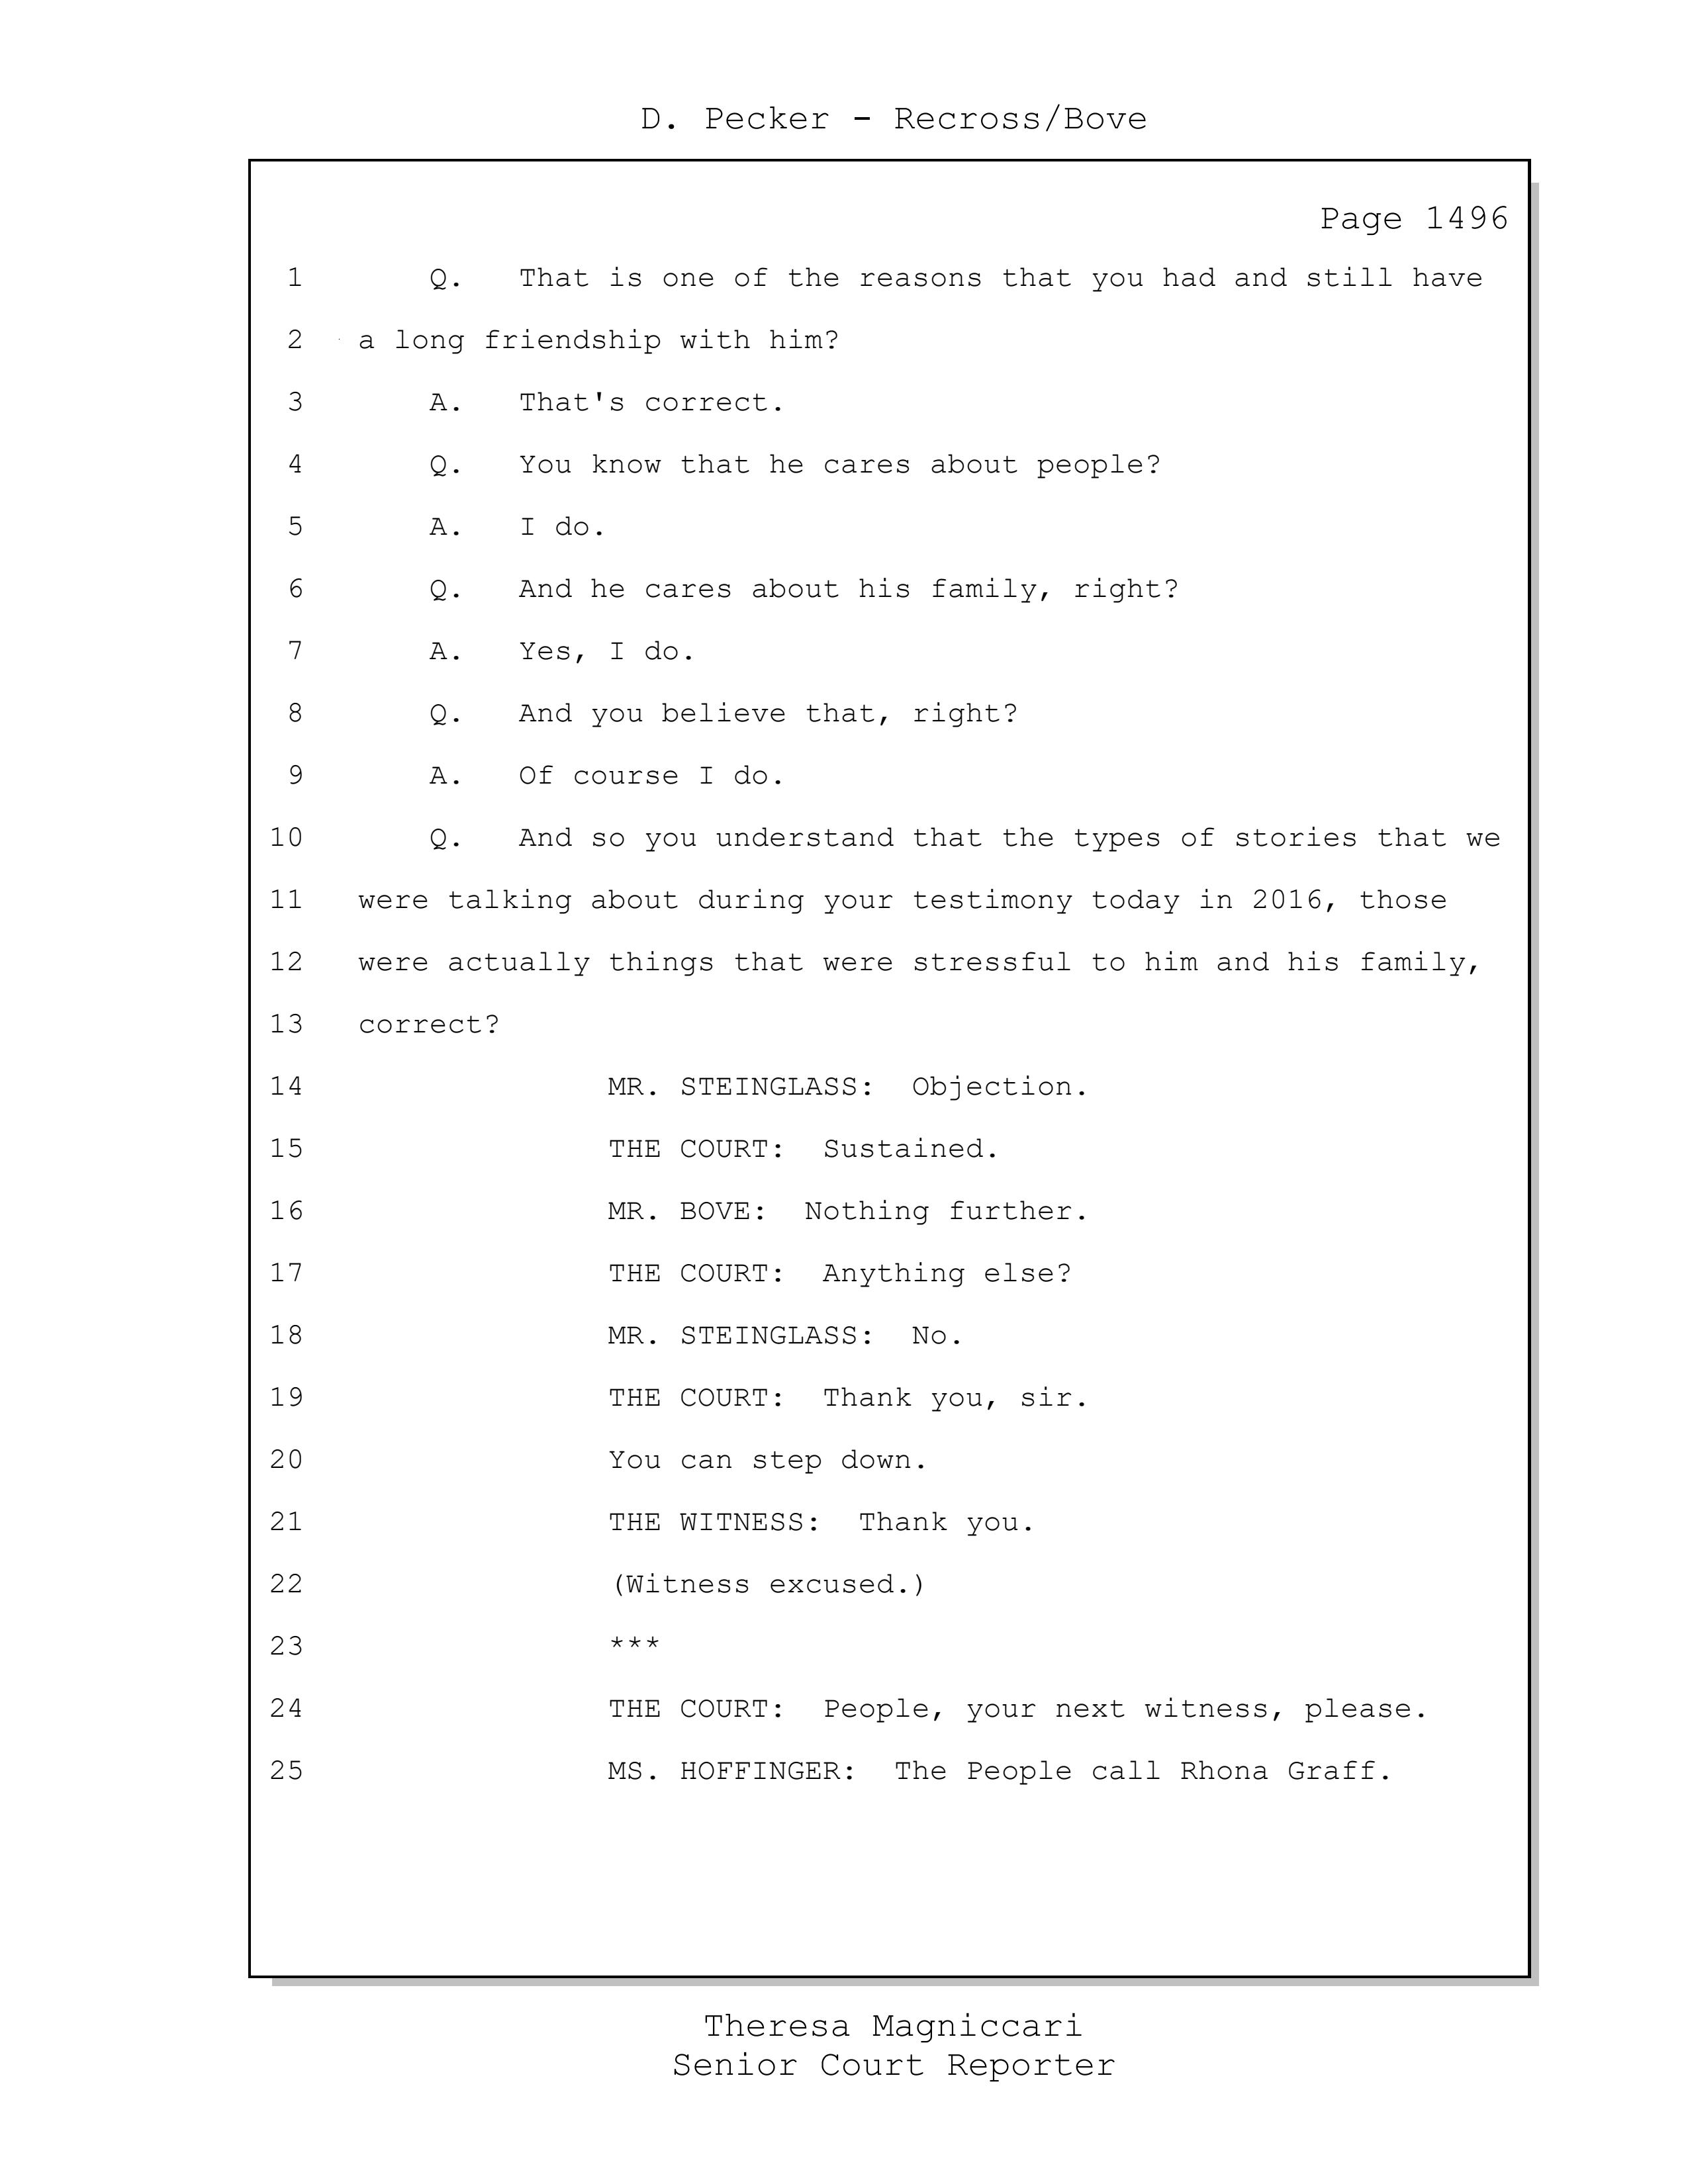 D. Pecker - Recross/Bove
Page 1496
1 Q. That is one of the reasons that you had and still have
2 a long friendship with him?
3 A. That's correct.
4 Q. You know that he cares about people?
5 A. I do.
6 Q. And he cares about his family, right?
7 A. Yes, I do.
8 Q. And you believe that, right?
9 A. Of course I do.
10 Q. And so you understand that the types of stories that we
11 were talking about during your testimony today in 2016, those
12 were actually things that were stressful to him and his family,
13 correct?
14 MR. STEINGLASS: Objection.
15 THE COURT: Sustained.
16 MR. BOVE: Nothing further.
17 THE COURT: Anything else?
18 MR. STEINGLASS: No.
19 THE COURT: Thank you, sir.
20 You can step down.
21 THE WITNESS: Thank you.
22 (Witness excused.)
23 ***
24 THE COURT: People, your next witness, please.
25 MS. HOFFINGER: The People call Rhona Graff.
Theresa Magniccari
Senior Court Reporter